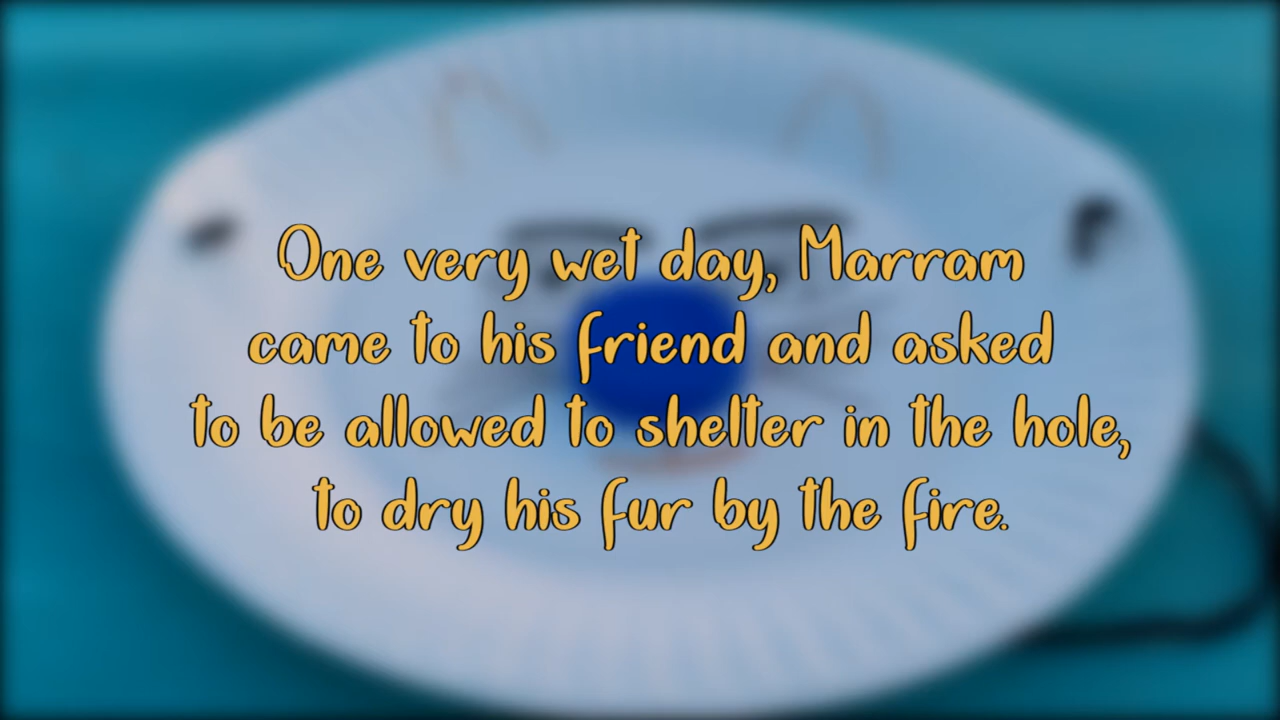 One very wet day, Marram
came to his friend and asked
to be allowed to shelter in the hole,
to dry his fur by the fire.